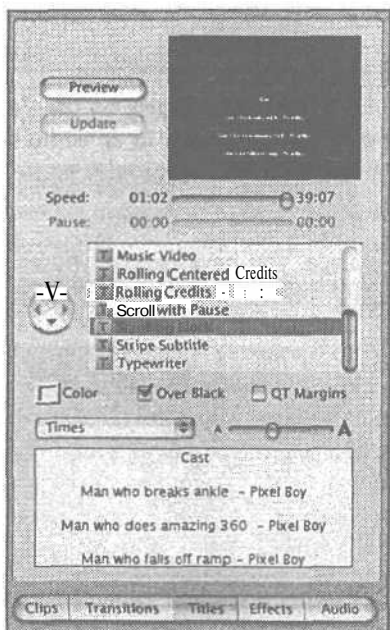 Preview
Update
Speed: 01:02 39:07
Pause: 00:00 00:00
Music Video
Rolling Centered Credits
Rolling Credits
Scroll with Pause
Stripe Subtitle
Typewriter
Color Over Black QT Margins
Times A A
Cast
Man who breaks ankle - Pixel Boy
Man who does amazing 360 - Pixel Boy
Man who falls off ramp - Pixel Boy
Clips Transitions Titles Effects Audio